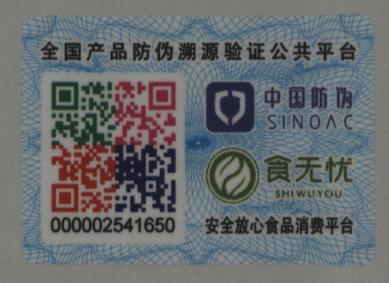 全国产品防伪溯源验证公共平台
中国防伪
SINOAC
食无忧
SHIWUYOU
000002541650
安全放心食品消费平台